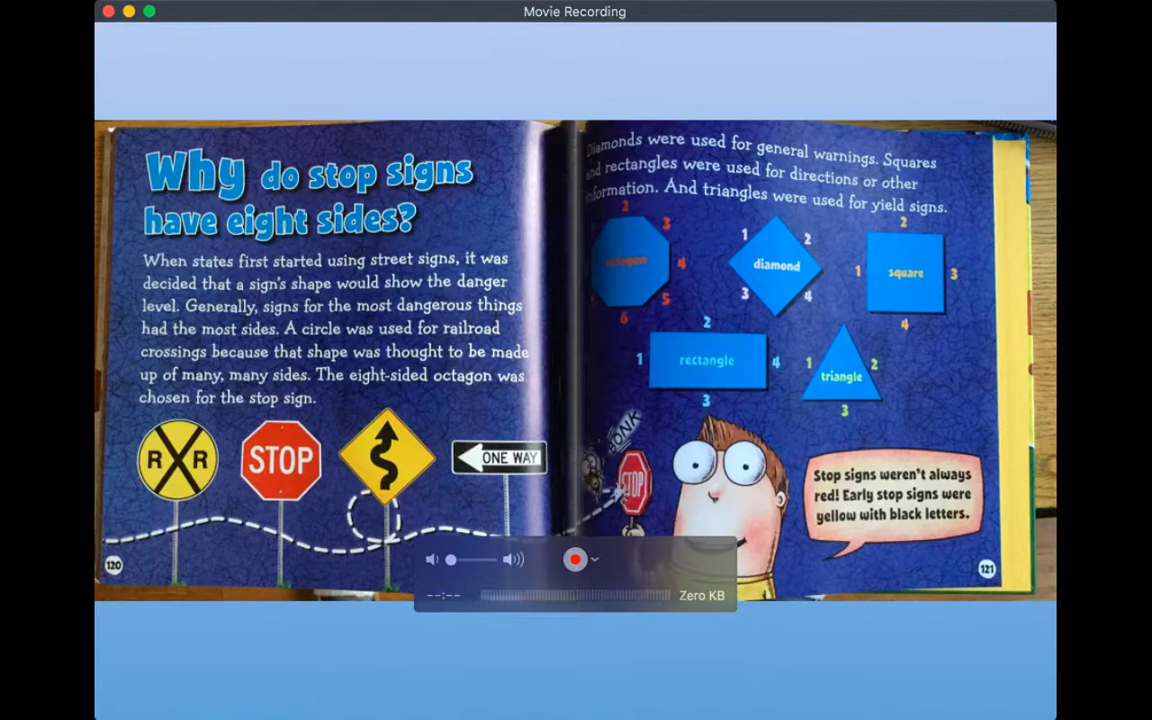 Movie Recording
Why do stop signs
have eight sides?
When states first started using street signs, it was
decided that a sign's shape would show the danger
level. Generally, signs for the most dangerous things
had the most sides. A circle was used for railroad
crossings because that shape was thought to be made
up of many, many sides. The eight-sided octagon was
chosen for the stop sign.
R R
STOP
ONE WAY
120
Diamonds were used for general warnings. Squares
and rectangles were used for directions or other
information. And triangles were used for yield signs.
2
3
octagon
4
5
6
1
2
diamond
3
4
2
1
square
3
4
2
1
rectangle
4
3
1
2
triangle
3
HONK
STOP
Stop signs weren't always
red! Early stop signs were
yellow with black letters.
121
--:--
Zero KB